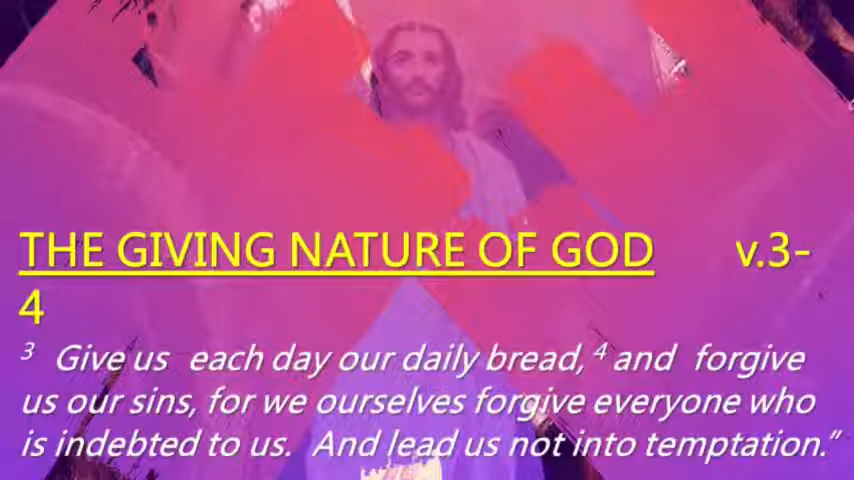 THE GIVING NATURE OF GOD v.3-
4
3 Give us each day our daily bread, 4 and forgive
us our sins, for we ourselves forgive everyone who
is indebted to us. And lead us not into temptation.”